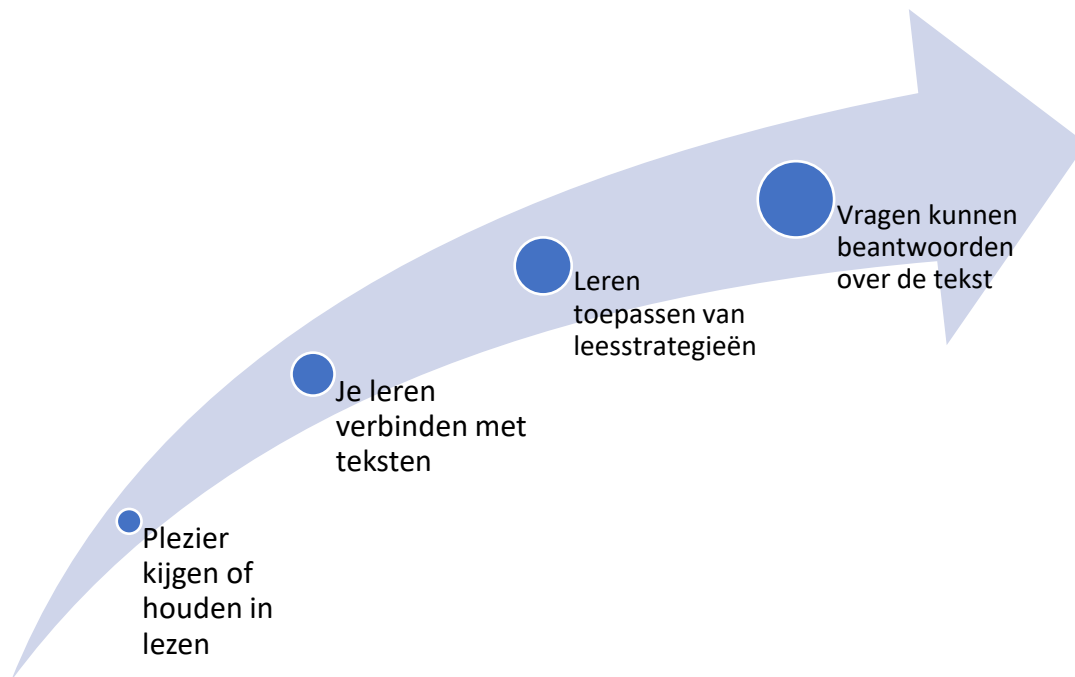 Plezier
kijgen of
houden in
lezen
Je leren
verbinden met
teksten
Leren
toepassen van
leesstrategieën
Vragen kunnen
beantwoorden
over de tekst